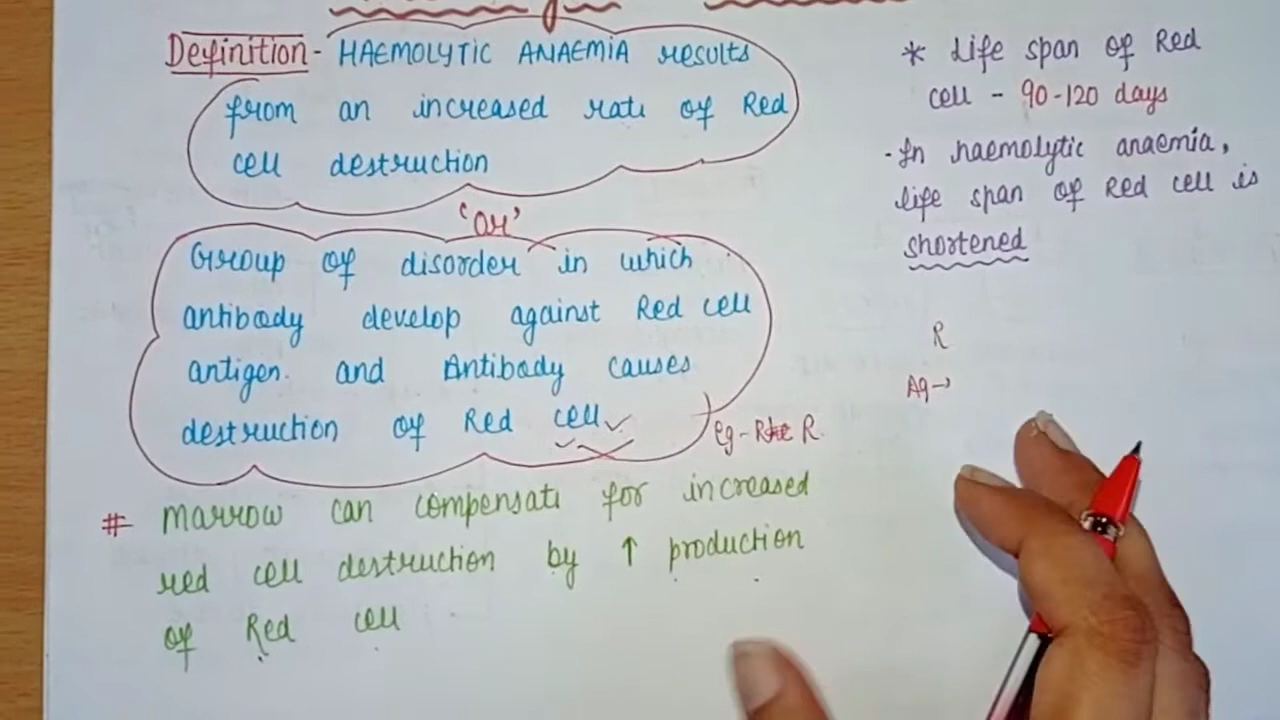 Definition - HAEMOLYTIC ANAEMIA results
from an increased rate of Red
cell destruction
'Or'
Group of disorder in which
antibody develop against Red cell
antigen. and Antibody causes
destruction of Red cell
eg - R
# Marrow can compensate for increased
red cell destruction by ↑ production
of Red cell
* Life span of Red
cell - 90-120 days
- In haemolytic anaemia,
life span of Red cell is
shortened
R
Ag→